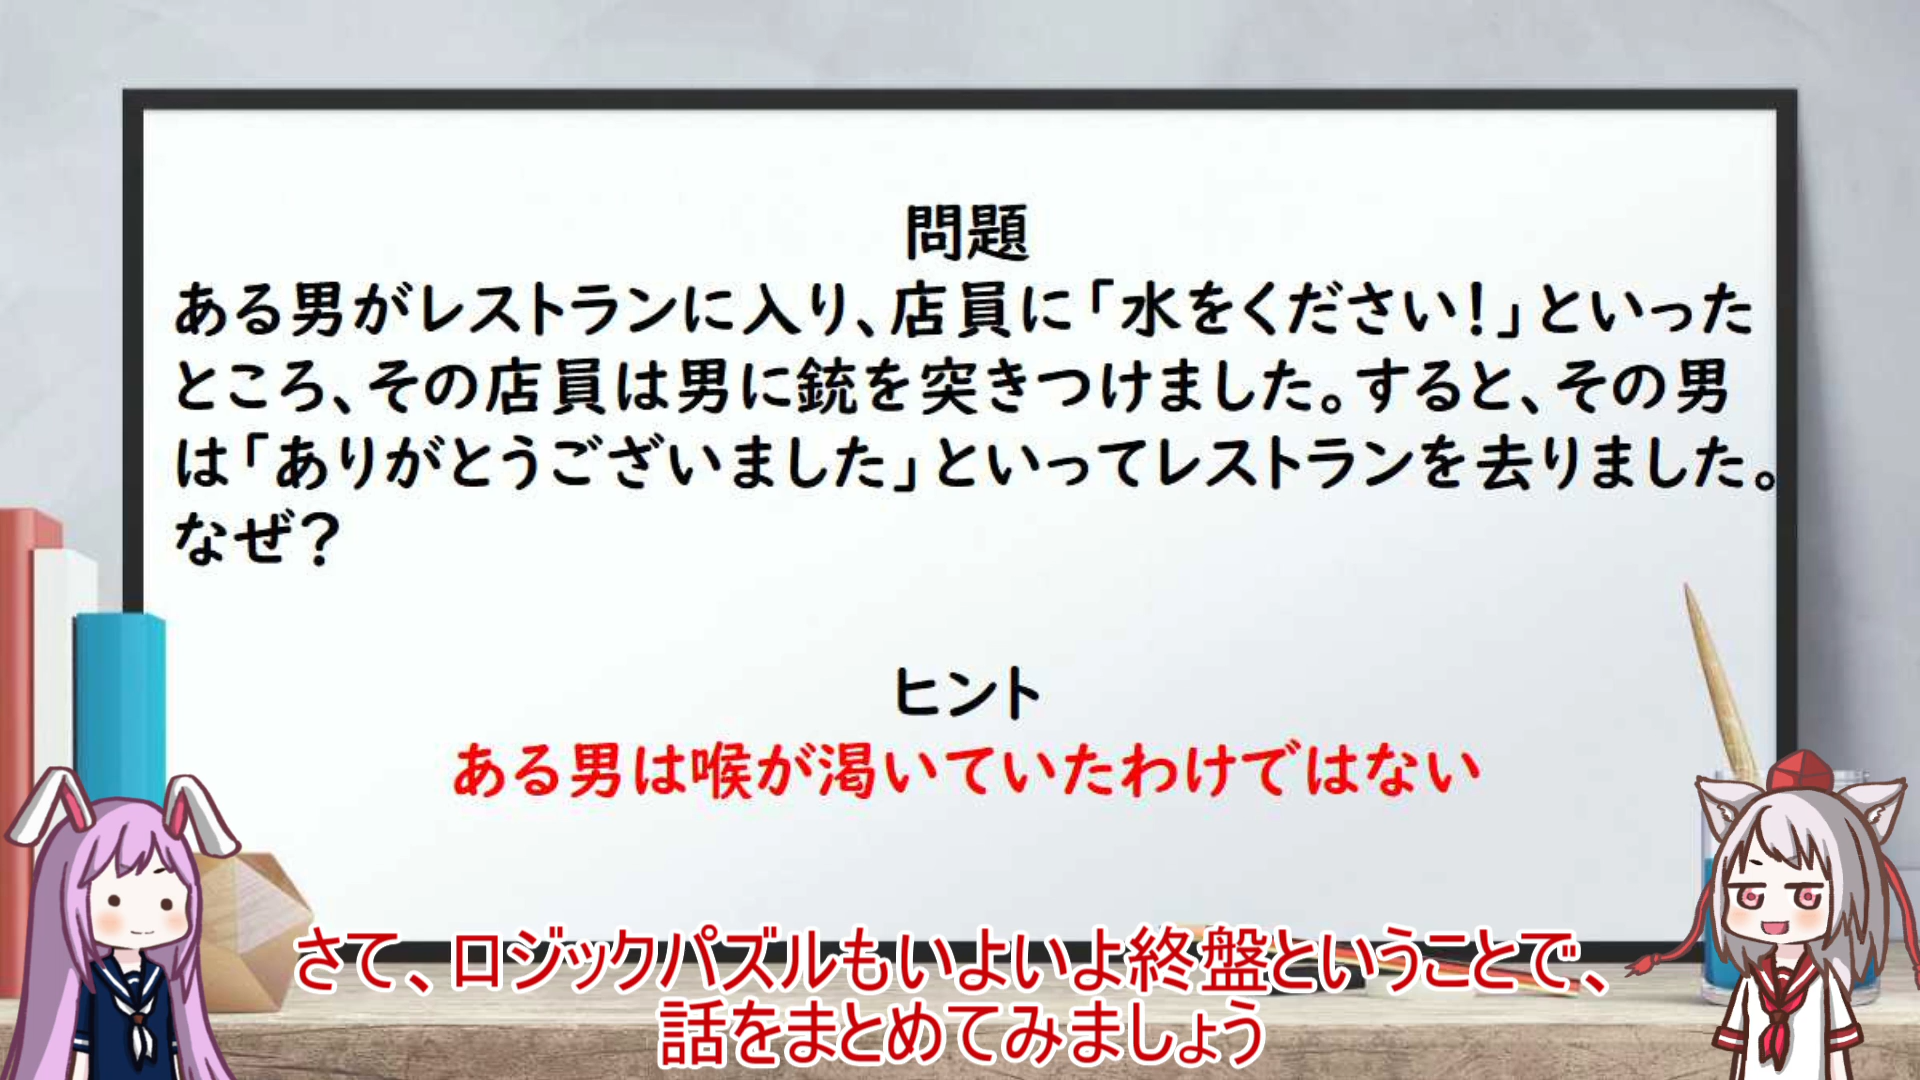 問題
ある男がレストランに入り、店員に「水をください！」といった
ところ、その店員は男に銃を突きつけました。すると、その男
は「ありがとうございました」といってレストランを去りました。
なぜ？
ヒント
ある男は喉が渇いていたわけではない
さて、ロジックパズルもいよいよ終盤ということで、
話をまとめてみましょう